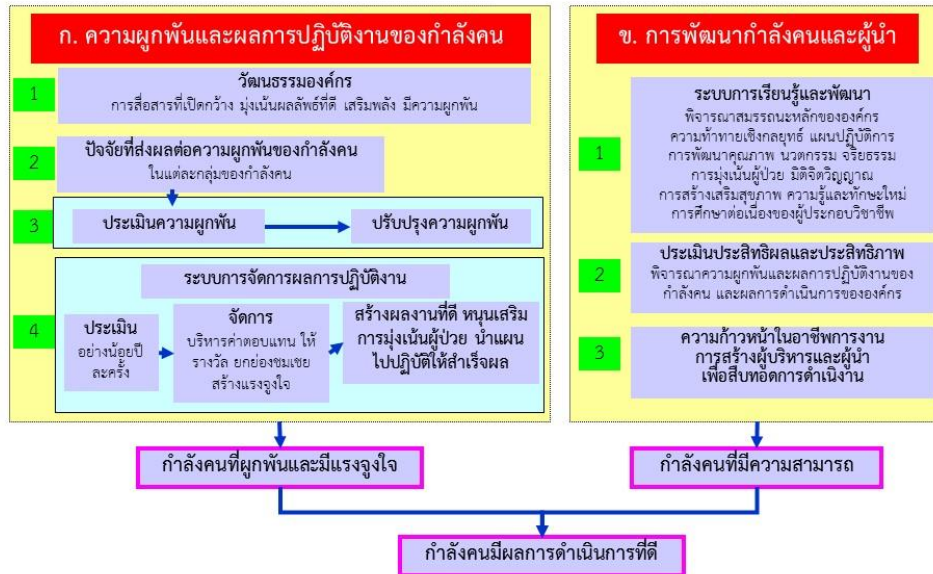 ก. ความผูกพันและผลการปฏิบัติงานของกำลังคน
1
วัฒนธรรมองค์กร
การสื่อสารที่เปิดกว้าง มุ่งเน้นผลลัพธ์ที่ดี เสริมพลัง มีความผูกพัน
2
ปัจจัยที่ส่งผลต่อความผูกพันของกำลังคน
ในแต่ละกลุ่มของกำลังคน
3
ประเมินความผูกพัน
ปรับปรุงความผูกพัน
4
ระบบการจัดการผลการปฏิบัติงาน
ประเมิน
อย่างน้อยปี
ละครั้ง
จัดการ
บริหารค่าตอบแทน ให้
รางวัล ยกย่องชมเชย
สร้างแรงจูงใจ
สร้างผลงานที่ดี หนุนเสริม
การมุ่งเน้นผู้ป่วย นำแผน
ไปปฏิบัติให้สำเร็จผล
ข. การพัฒนากำลังคนและผู้นำ
1
ระบบการเรียนรู้และพัฒนา
พิจารณาสมรรถนะหลักขององค์กร
ความท้าทายเชิงกลยุทธ์ แผนปฏิบัติการ
การพัฒนาคุณภาพ นวตกรรม จริยธรรม
การมุ่งเน้นผู้ป่วย มิติจิตวิญญาณ
การสร้างเสริมสุขภาพ ความรู้และทักษะใหม่
การศึกษาต่อเนื่องของผู้ประกอบวิชาชีพ
2
ประเมินประสิทธิผลและประสิทธิภาพ
พิจารณาความผูกพันและผลการปฏิบัติงานของ
กำลังคน และผลการดำเนินการขององค์กร
3
ความก้าวหน้าในอาชีพการงาน
การสร้างผู้บริหารและผู้นำ
เพื่อสืบทอดการดำเนิงาน
กำลังคนที่ผูกพันและมีแรงจูงใจ
กำลังคนที่มีความสามารถ
กำลังคนมีผลการดำเนินการที่ดี